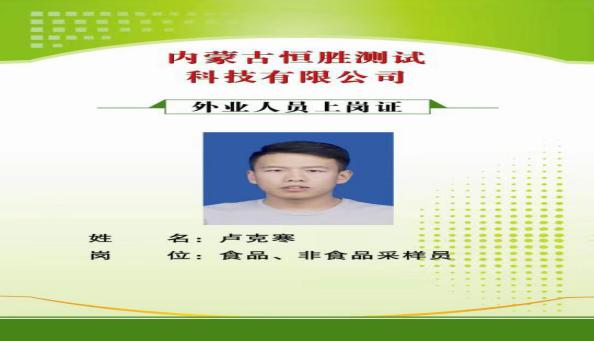 内蒙古恒胜测试
科技有限公司
外业人员上岗证
姓 名：卢克寒
岗 位：食品、非食品采样员